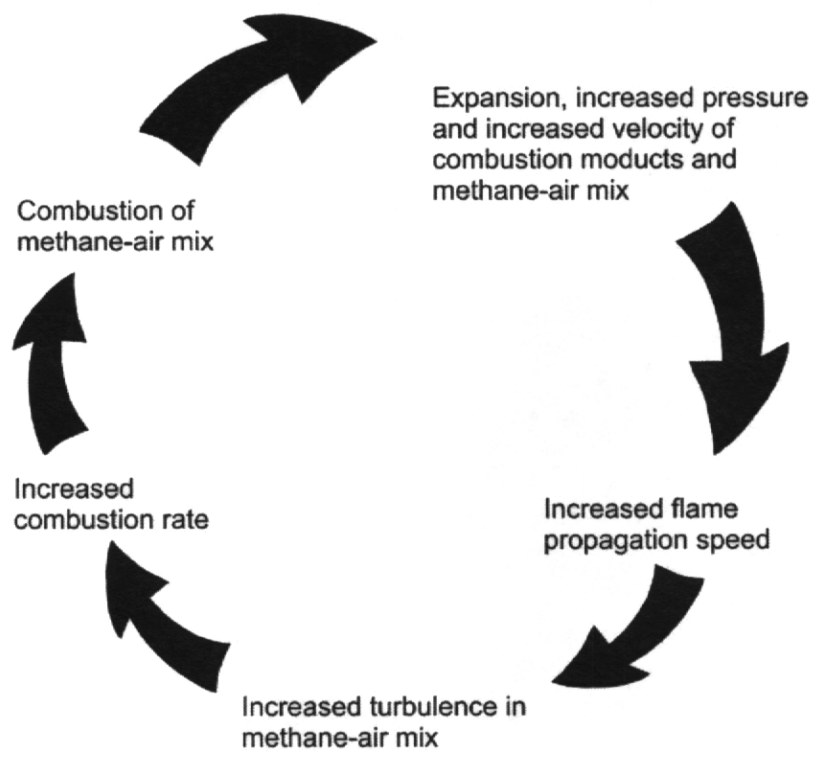 Expansion, increased pressure
and increased velocity of
combustion moducts and
methane-air mix
Combustion of
methane-air mix
Increased
combustion rate
Increased flame
propagation speed
Increased turbulence in
methane-air mix